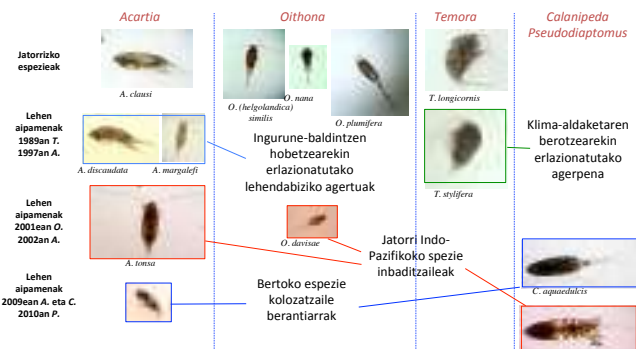 Acartia
Oithona
Temora
Calanipeda
Pseudodiaptomus
Jatorrizko
espezieak
A. clausi
O. (helgolandica)
similis
O. nana
O. plumifera
T. longicornis
Lehen
aipamenak
1989an T.
1997an A.
A. discaudata
A. margalefi
Ingurune-baldintzen
hobetzearekin
erlazionatutako
lehendabiziko agertuak
T. stylifera
Klima-aldaketaren
berotzearekin
erlazionatutako
agerpena
Lehen
aipamenak
2001ean O.
2002an A.
A. tonsa
O. davisae
Jatorri Indo-
Pazifikoko spezie
inbaditzaileak
Lehen
aipamenak
2009ean A. eta C.
2010an P.
Bertoko espezie
kolozatzaile
berantiarrak
C. aquaedulcis